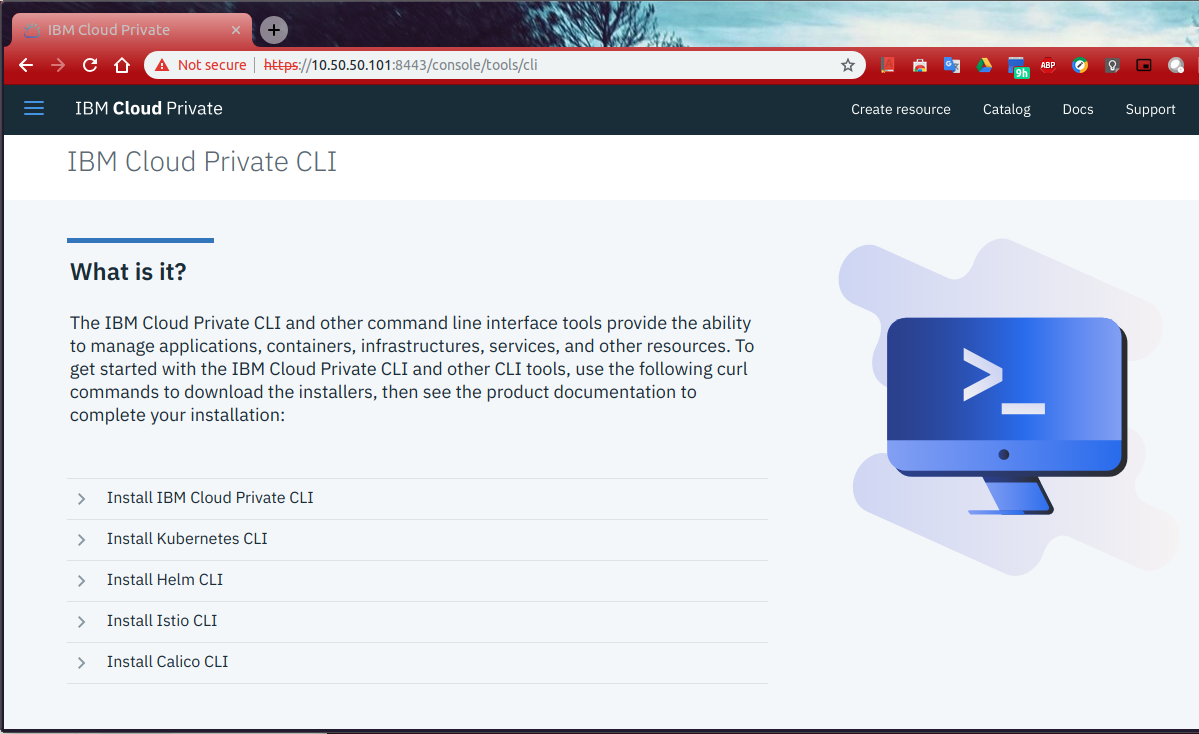 IBM Cloud Private
Not secure https://10.50.50.101:8443/console/tools/cli
9h
ABP
IBM Cloud Private Create resource Catalog Docs Support
IBM Cloud Private CLI
What is it?
The IBM Cloud Private CLI and other command line interface tools provide the ability
to manage applications, containers, infrastructures, services, and other resources. To
get started with the IBM Cloud Private CLI and other CLI tools, use the following curl
commands to download the installers, then see the product documentation to
complete your installation:
>_
Install IBM Cloud Private CLI
Install Kubernetes CLI
Install Helm CLI
Install Istio CLI
Install Calico CLI